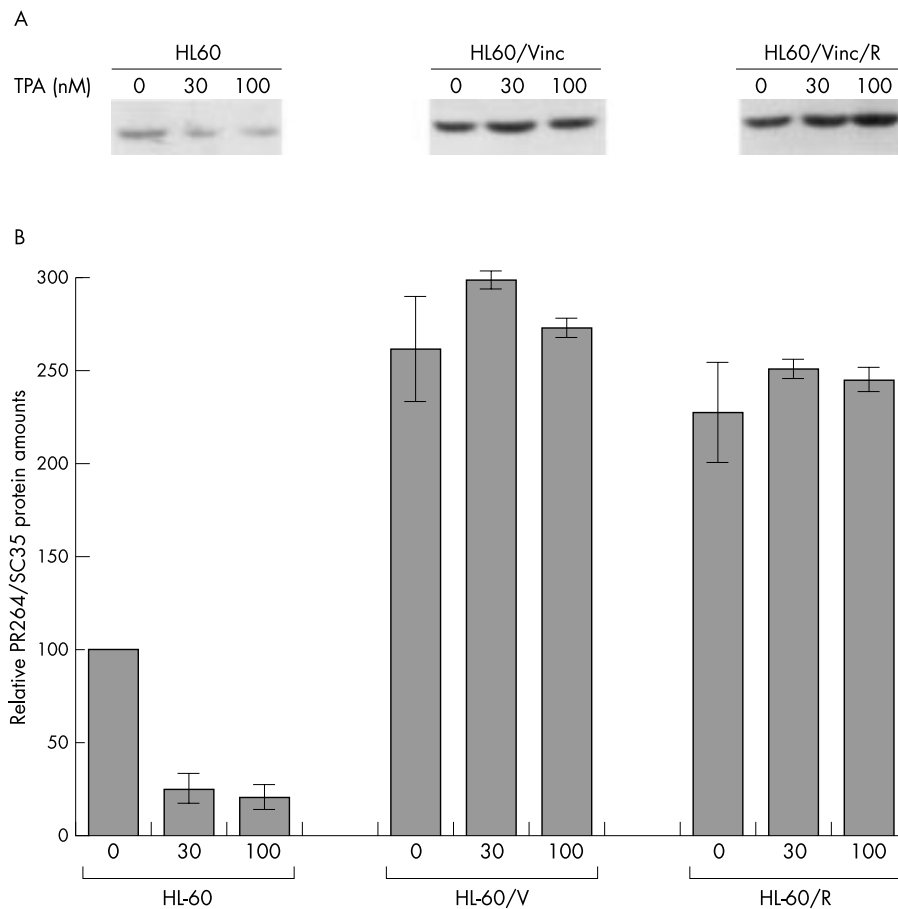 A
HL60 HL60/Vinc HL60/Vinc/R
TPA (nM) 0 30 100 0 30 100 0 30 100
B
Relative PR264/SC35 protein amounts
300
250
200
150
100
50
0
0 30 100 0 30 100 0 30 100
HL-60 HL-60/V HL-60/R